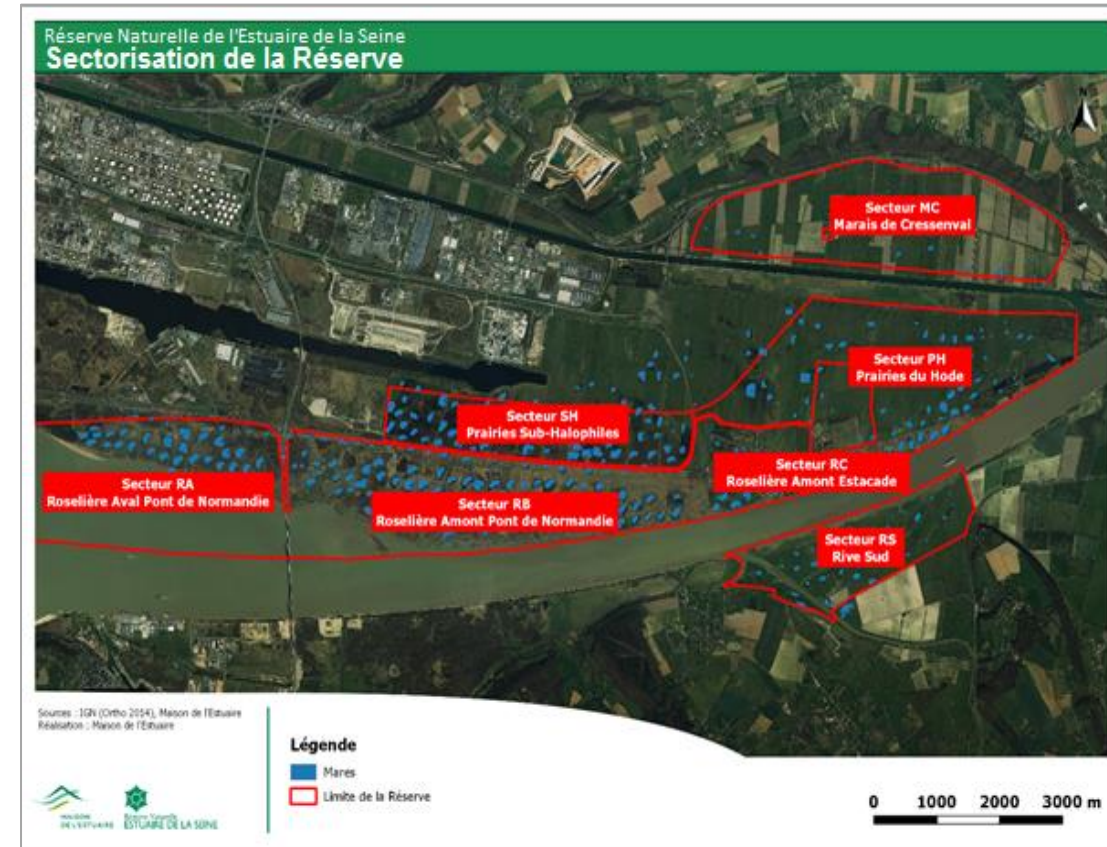 Réserve Naturelle de l'Estuaire de la Seine
Sectorisation de la Réserve
N
Secteur MC
Marais de Cressenval
Secteur PH
Prairies du Hode
Secteur SH
Prairies Sub-Halophiles
Secteur RA
Roselière Aval Pont de Normandie
Secteur RB
Roselière Amont Pont de Normandie
Secteur RC
Roselière Amont Estacade
Secteur RS
Rive Sud
Sources : IGN (Ortho 2014), Maison de l'Estuaire
Réalisation : Maison de l'Estuaire
Légende
Mares
Limite de la Réserve
MAISON
DE L'ESTUAIRE
Réserve Naturelle
ESTUAIRE DE LA SEINE
0 1000 2000 3000 m